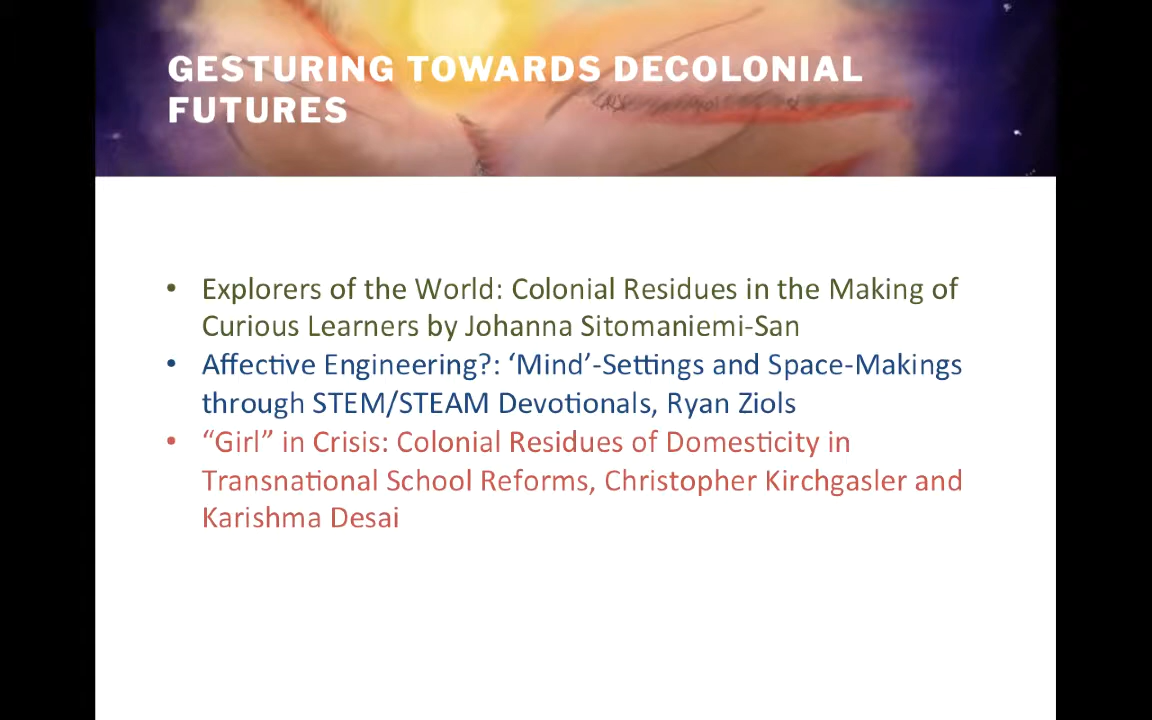 GESTURING TOWARDS DECOLONIAL
FUTURES
• Explorers of the World: Colonial Residues in the Making of
Curious Learners by Johanna Sitomaniemi-San
• Affective Engineering?: ‘Mind’-Settings and Space-Makings
through STEM/STEAM Devotionals, Ryan Ziols
• “Girl” in Crisis: Colonial Residues of Domesticity in
Transnational School Reforms, Christopher Kirchgasler and
Karishma Desai